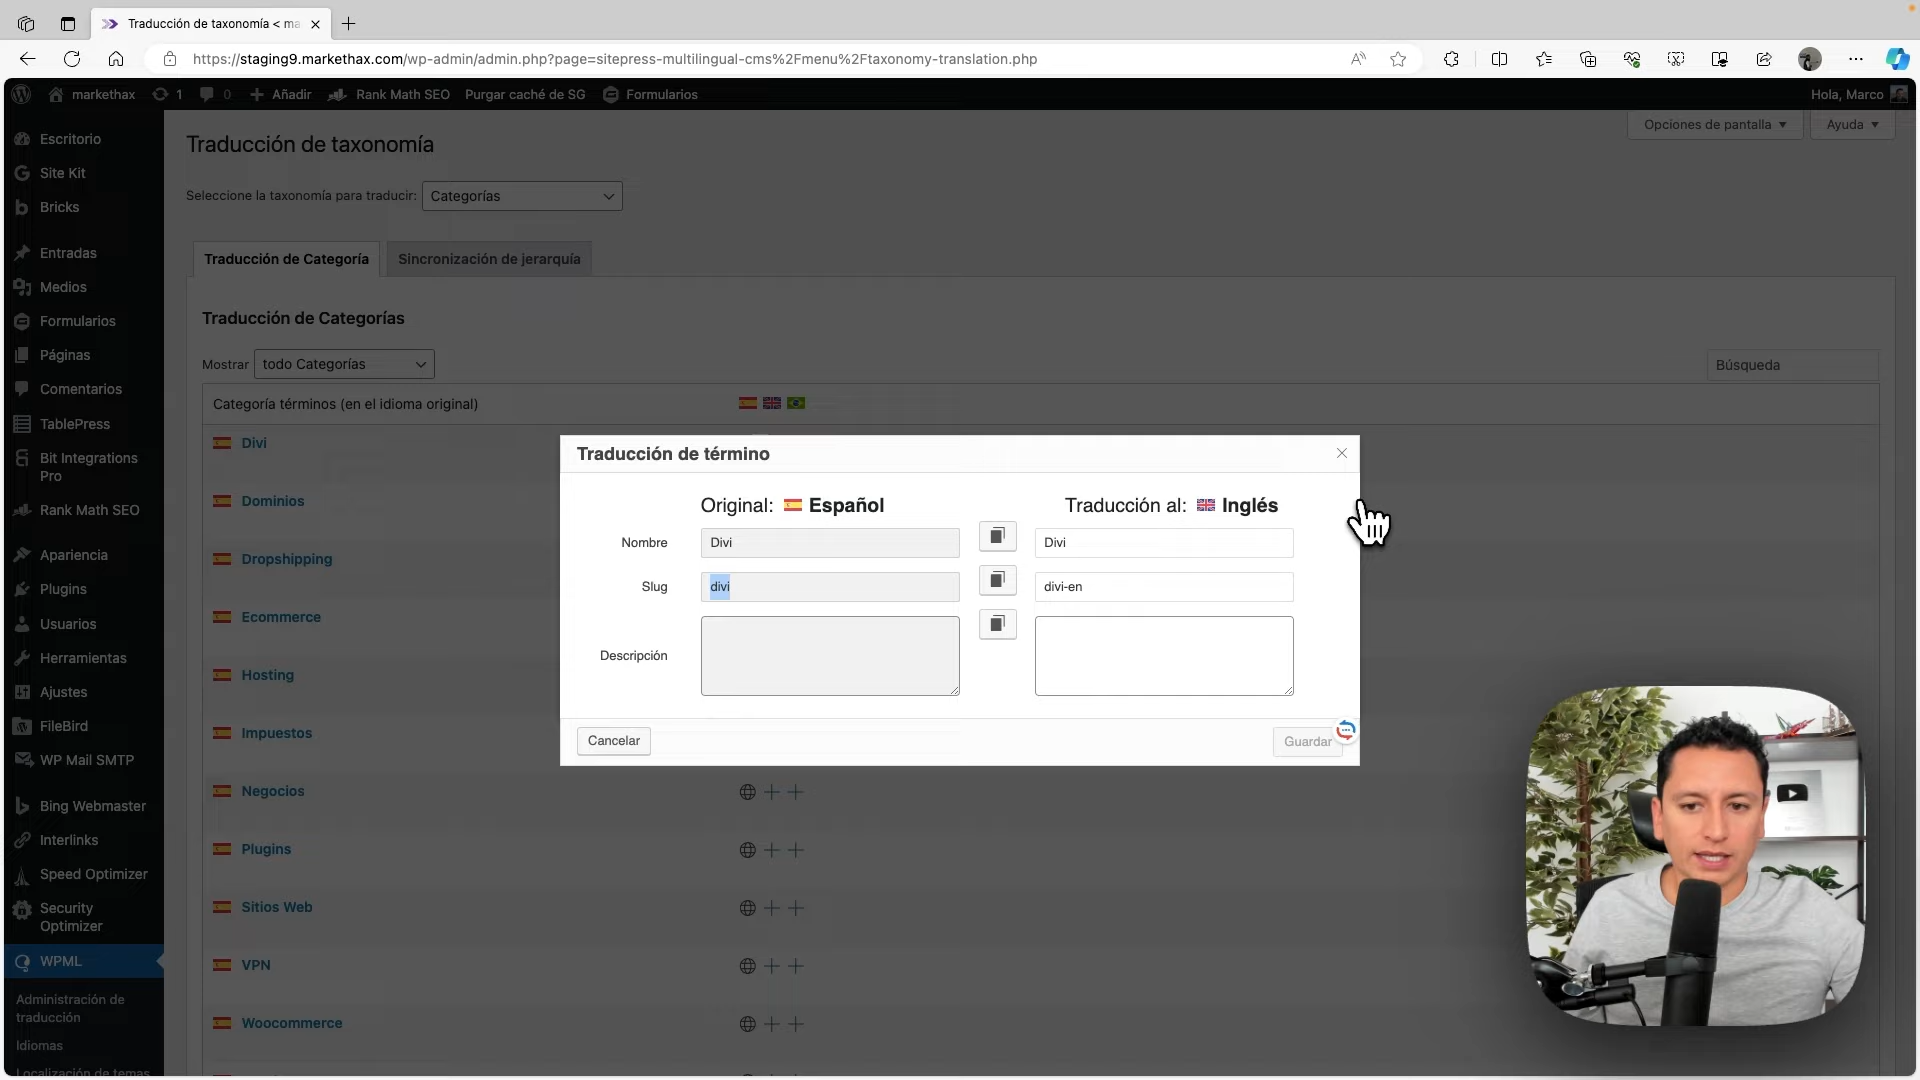 Traducción de taxonomía < ma
https://staging9.markethax.com/wp-admin/admin.php?page=sitepress-multilingual-cms%2Fmenu%2Ftaxonomy-translation.php
markethax
1
0
Añadir
Rank Math SEO
Purgar caché de SG
Formularios
Hola, Marco
Opciones de pantalla
Ayuda
Escritorio
Site Kit
Bricks
Entradas
Medios
Formularios
Páginas
Comentarios
TablePress
Bit Integrations
Pro
Rank Math SEO
Apariencia
Plugins
Usuarios
Herramientas
Ajustes
FileBird
WP Mail SMTP
Bing Webmaster
Interlinks
Speed Optimizer
Security
Optimizer
WPML
Administración de
traducción
Idiomas
Localización de temas
Traducción de taxonomía
Seleccione la taxonomía para traducir:
Categorías
Traducción de Categoría
Sincronización de jerarquía
Traducción de Categorías
Mostrar
todo Categorías
Búsqueda
Categoría términos (en el idioma original)
Divi
Dominios
Dropshipping
Ecommerce
Hosting
Impuestos
Negocios
Plugins
Sitios Web
VPN
Woocommerce
Traducción de término
Original: Español
Traducción al: Inglés
Nombre
Divi
Divi
Slug
divi
divi-en
Descripción
Cancelar
Guardar